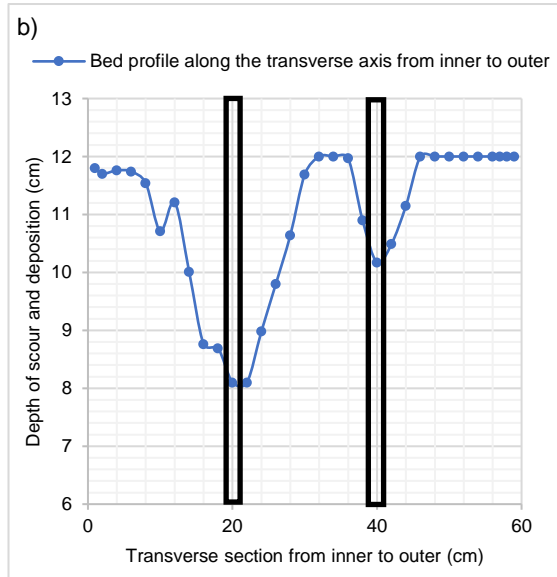 b)
Bed profile along the transverse axis from inner to outer
13
12
11
10
9
8
7
6
Depth of scour and deposition (cm)
0 20 40 60
Transverse section from inner to outer (cm)